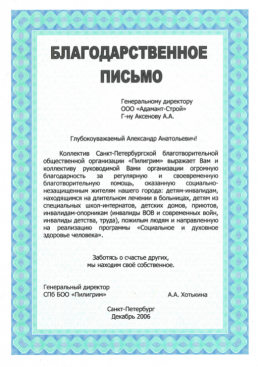 БЛАГОДАРСТВЕННОЕ
ПИСЬМО
Генеральному директору
ООО «Адамант-Строй»
Г-ну Аксенову А.А.
Глубокоуважаемый Александр Анатольевич!
Коллектив Санкт-Петербургской благотворительной
общественной организации «Пилигрим» выражает Вам и
коллективу руководимой Вами организации огромную
благодарность за регулярную и своевременную
благотворительную помощь, оказанную социально-
незащищенным жителям нашего города: детям-инвалидам,
находящимся на длительном лечении в больницах, детям из
специальных школ-интернатов, детских домов, приютов,
инвалидам-опорникам (инвалиды ВОВ и современных войн,
инвалиды детства, труда), пожилым людям и направленную
на реализацию программы «Социальное и духовное
здоровье человека».
Заботясь о счастье других,
мы находим своё собственное.
Генеральный директор
СПб БОО «Пилигрим» А.А. Хотькина
Санкт-Петербург
Декабрь 2006